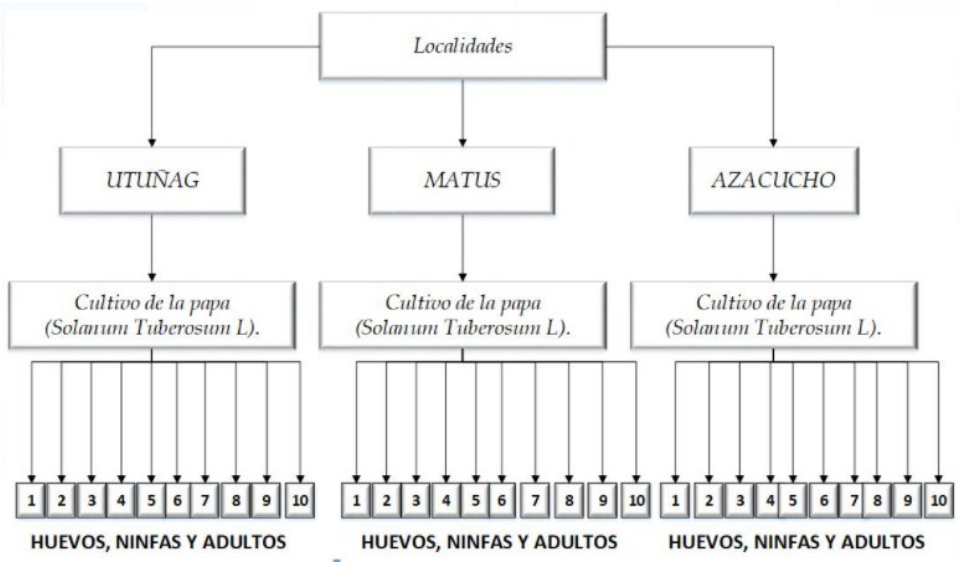 Localidades
UTUÑAG
MATUS
AZACUCHO
Cultivo de la papa
(Solanum Tuberosum L).
Cultivo de la papa
(Solanum Tuberosum L).
Cultivo de la papa
(Solanum Tuberosum L).
1 2 3 4 5 6 7 8 9 10
1 2 3 4 5 6 7 8 9 10
1 2 3 4 5 6 7 8 9 10
HUEVOS, NINFAS Y ADULTOS
HUEVOS, NINFAS Y ADULTOS
HUEVOS, NINFAS Y ADULTOS